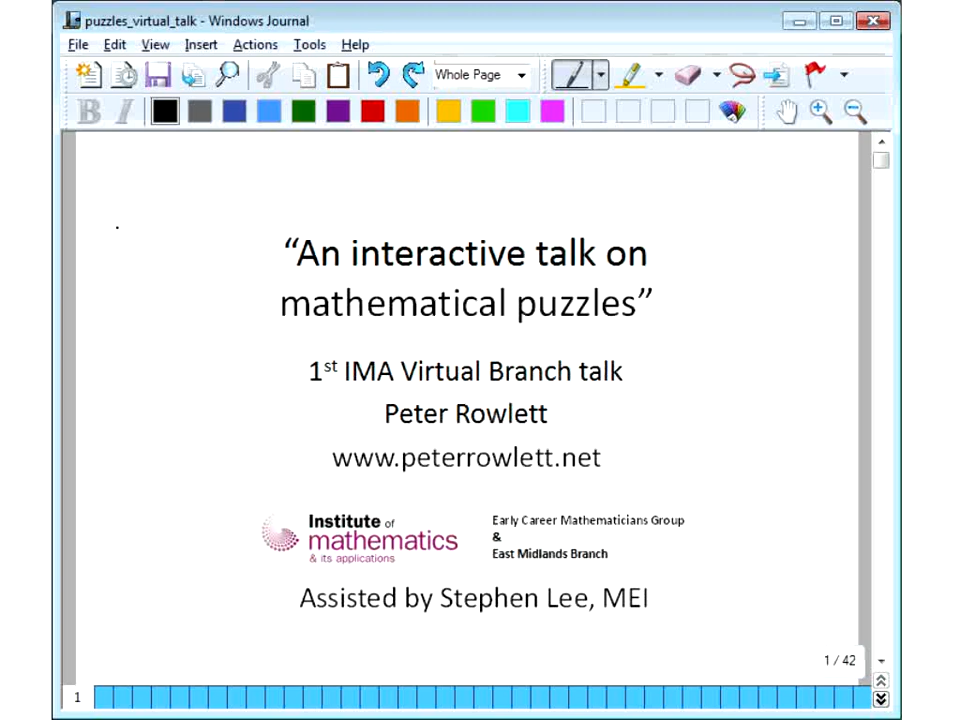 puzzles_virtual_talk - Windows Journal
File Edit View Insert Actions Tools Help
Whole Page
B I
“An interactive talk on
mathematical puzzles”
1st IMA Virtual Branch talk
Peter Rowlett
www.peterrowlett.net
Institute of
mathematics
& its applications
Early Career Mathematicians Group
&
East Midlands Branch
Assisted by Stephen Lee, MEI
1 / 42
1